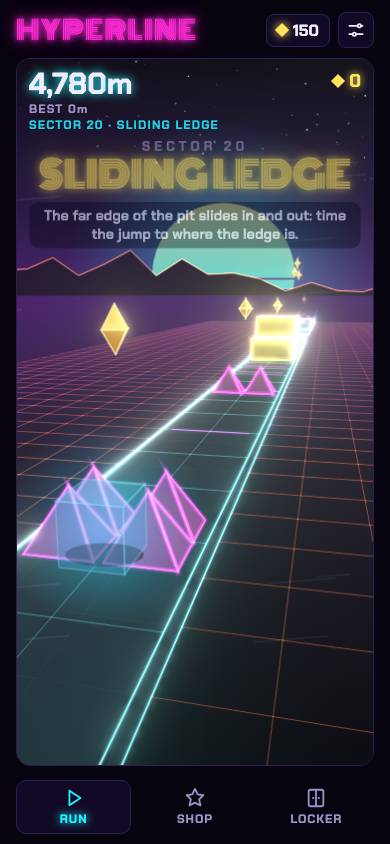 HYPERLINE
150
4,780m
0
BEST 0m
SECTOR 20 · SLIDING LEDGE
SECTOR 20
SLIDING LEDGE
The far edge of the pit slides in and out: time
the jump to where the ledge is.
RUN
SHOP
LOCKER